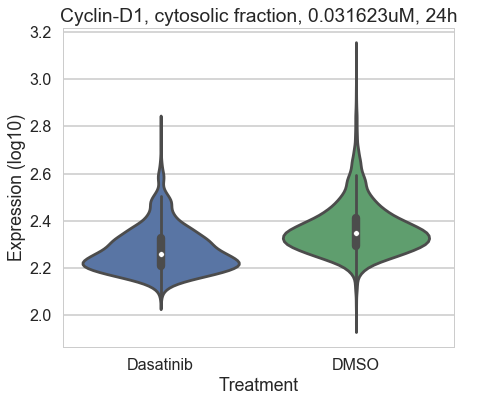 Cyclin-D1, cytosolic fraction, 0.031623uM, 24h
3.2
3.0
2.8
2.6
2.4
2.2
2.0
Expression (log10)
Dasatinib DMSO
Treatment